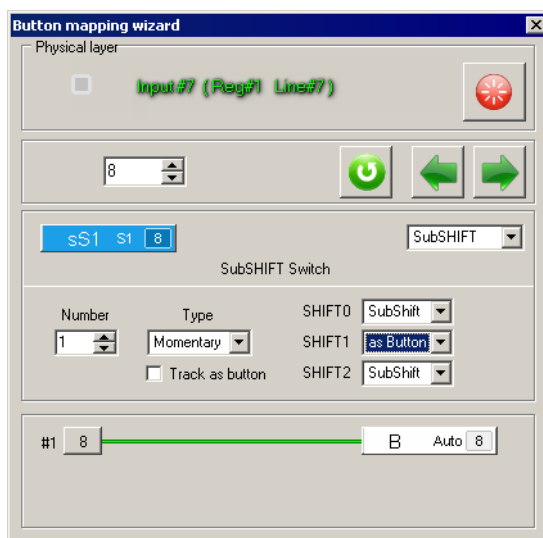 Button mapping wizard
Physical layer
Input#7 (Reg#1 Line#7)
8
sS1 S1 8
SubSHIFT
SubSHIFT Switch
Number
Type
SHIFT0 SubShift
1
Momentary
SHIFT1 as Button
Track as button
SHIFT2 SubShift
#1 8
B Auto 8